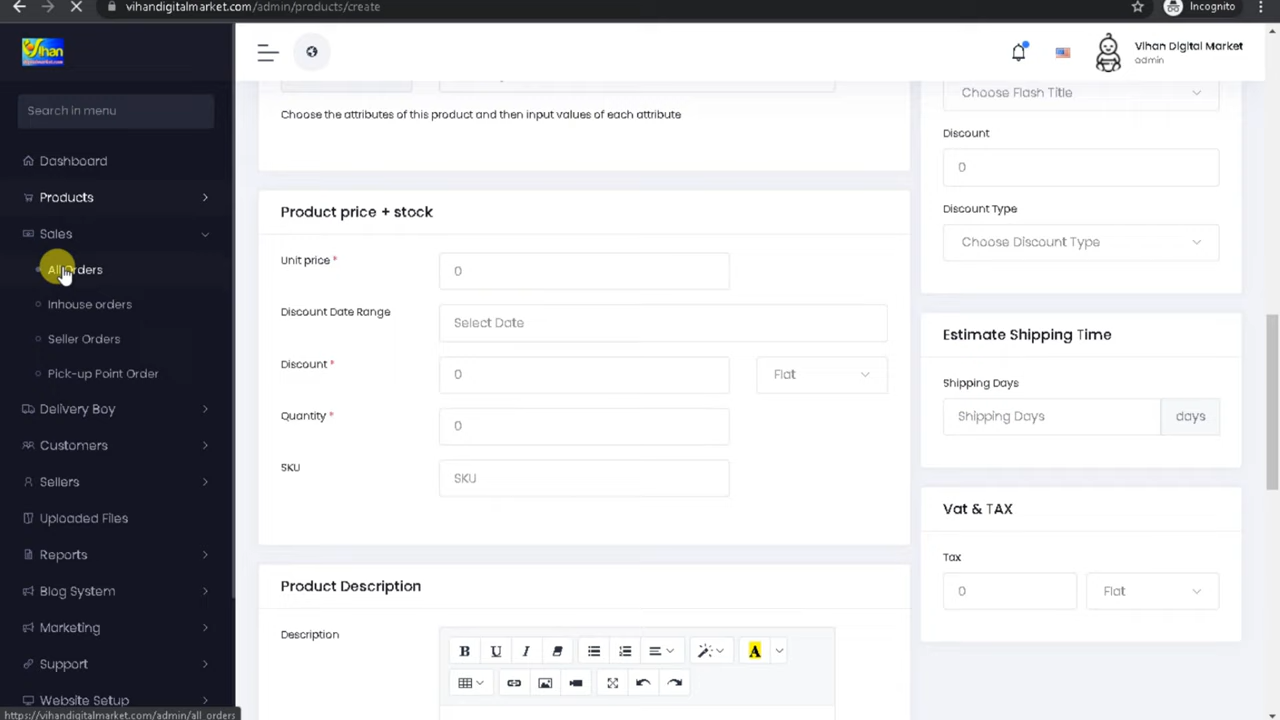 vihandigitalmarket.com/admin/products/create
Incognito
Vihan
Search in menu
Dashboard
Products
Sales
All Orders
Inhouse orders
Seller Orders
Pick-up Point Order
Delivery Boy
Customers
Sellers
Uploaded Files
Reports
Blog System
Marketing
Support
Website Setup
https://vihandigitalmarket.com/admin/all_orders
Vihan Digital Market
admin
Choose the attributes of this product and then input values of each attribute
Product price + stock
Unit price *
0
Discount Date Range
Select Date
Discount *
0
Flat
Quantity *
0
SKU
SKU
Product Description
Description
B U I
A
Choose Flash Title
Discount
0
Discount Type
Choose Discount Type
Estimate Shipping Time
Shipping Days
Shipping Days
days
Vat & TAX
Tax
0
Flat